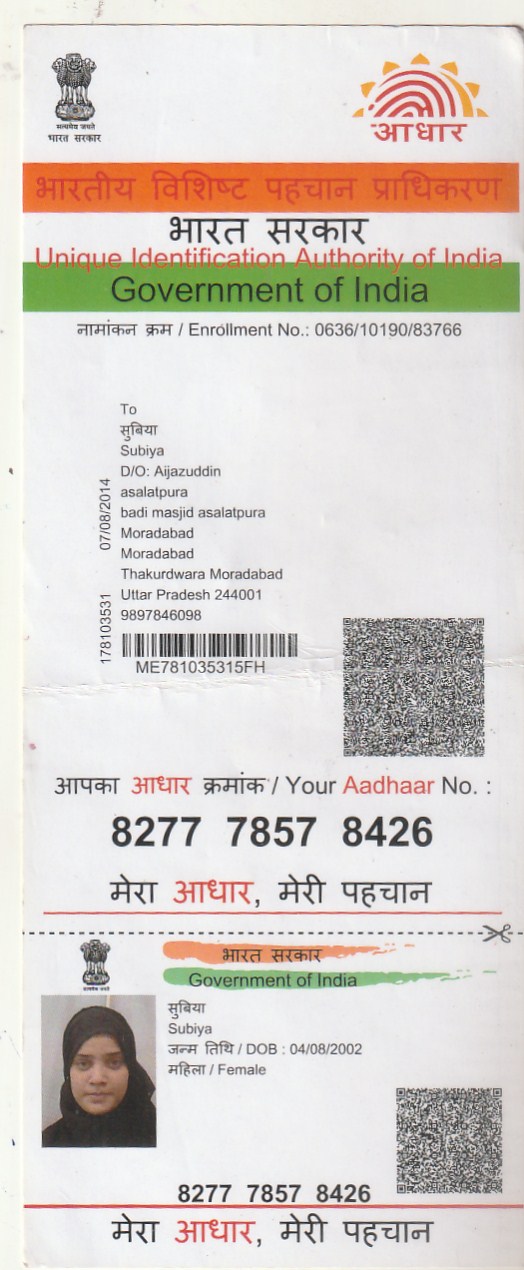 सत्यमेव जयते
भारत सरकार
आधार
भारतीय विशिष्ट पहचान प्राधिकरण
भारत सरकार
Unique Identification Authority of India
Government of India
नामांकन क्रम / Enrollment No.: 0636/10190/83766
To
सुबिया
Subiya
D/O: Aijazuddin
asalatpura
badi masjid asalatpura
Moradabad
Moradabad
Thakurdwara Moradabad
Uttar Pradesh 244001
9897846098
178103531 07/08/2014
ME781035315FH
आपका आधार क्रमांक / Your Aadhaar No. :
8277 7857 8426
मेरा आधार, मेरी पहचान
भारत सरकार
Government of India
सत्यमेव जयते
सुबिया
Subiya
जन्म तिथि / DOB : 04/08/2002
महिला / Female
8277 7857 8426
मेरा आधार, मेरी पहचान